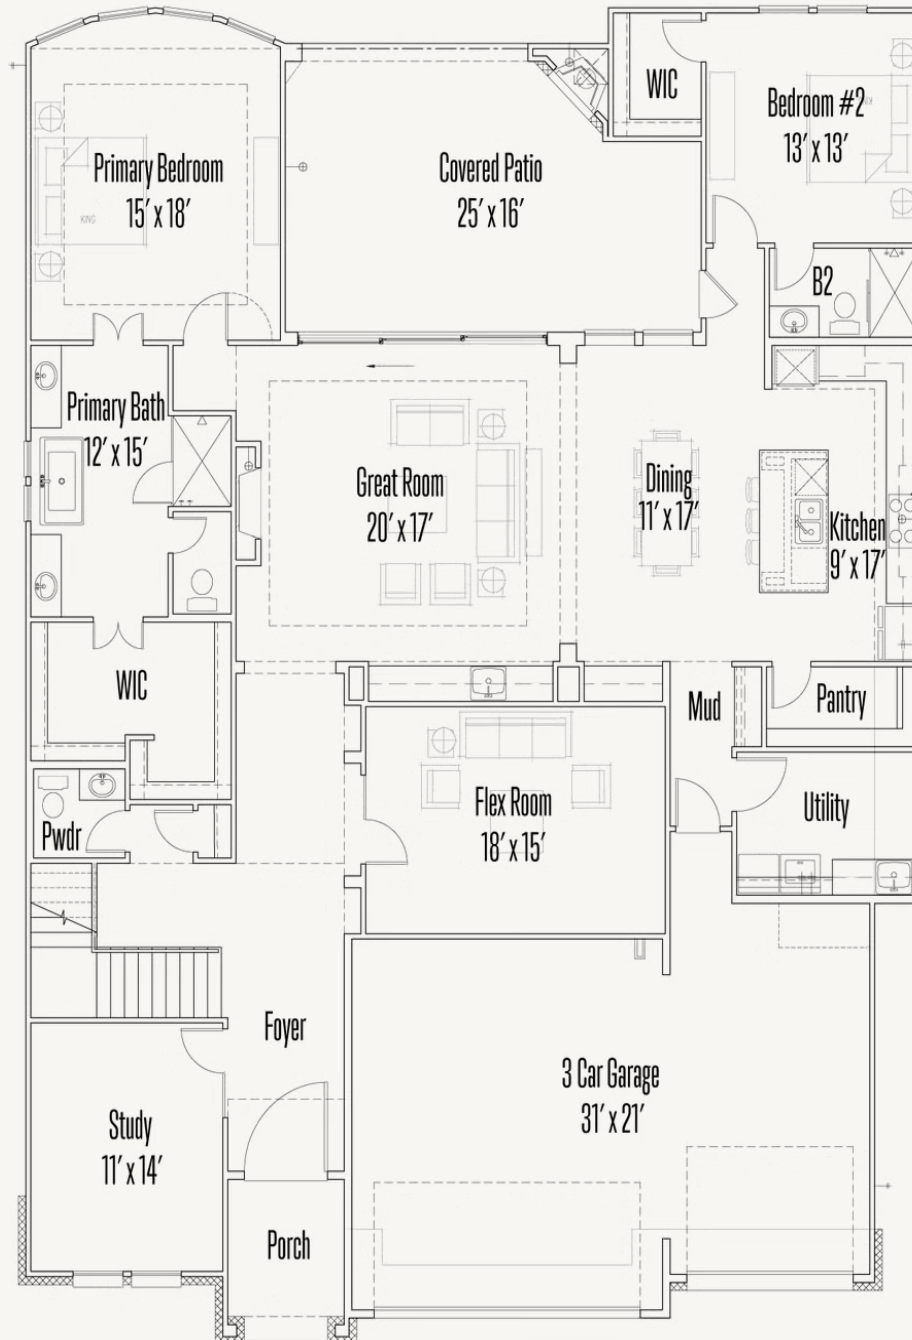 WIC
Bedroom #2
13' x 13'
Primary Bedroom
15' x 18'
KING
Covered Patio
25' x 16'
KING
B2
Primary Bath
12' x 15'
Great Room
20' x 17'
Dining
11' x 17'
Kitchen
9' x 17'
WIC
Mud
Pantry
Pwdr
Flex Room
18' x 15'
Utility
Foyer
3 Car Garage
31' x 21'
Study
11' x 14'
Porch